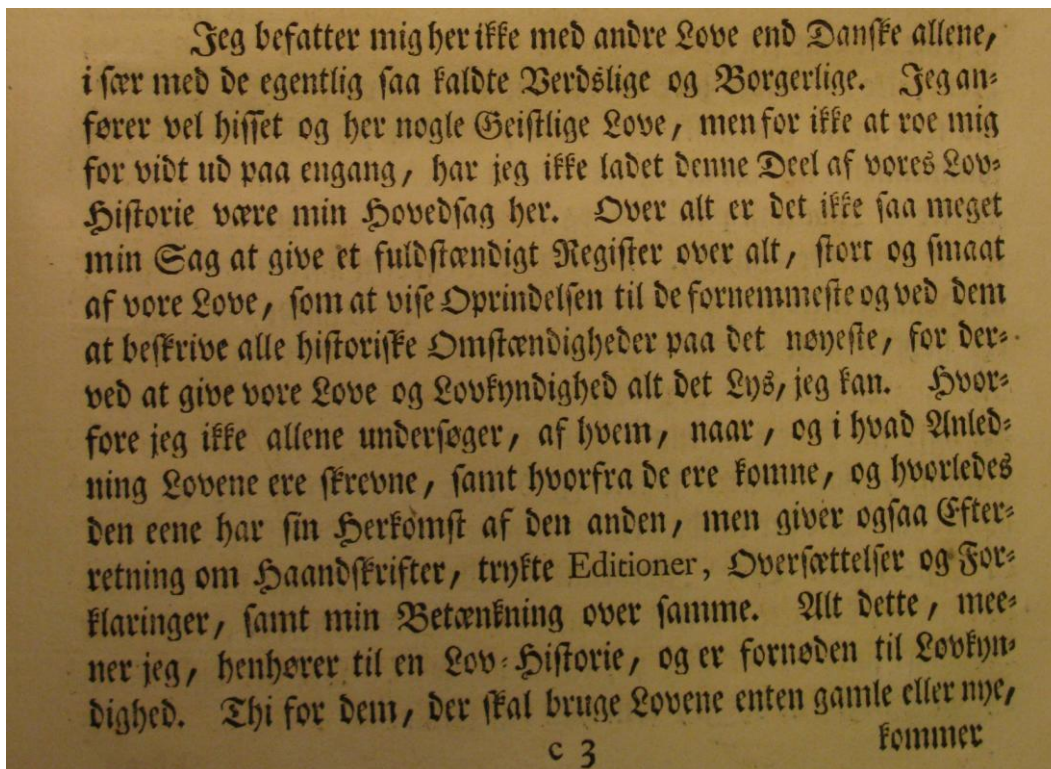 Jeg befatter mig her ikke med andre Love end Danske allene,
i sær med de egentlig saa kaldte Verdslige og Borgerlige. Jeg an-
fører vel hisset og her nogle Geistlige Love, men for ikke at roe mig
for vidt ud paa engang, har jeg ikke ladet denne Deel af vores Lov-
Historie være min Hovedsag her. Over alt er det ikke saa meget
min Sag at give et fuldstændigt Register over alt, stort og smaat
af vore Love, som at vise Oprindelsen til de fornemmeste og ved dem
at beskrive alle historiske Omstændigheder paa det nøyeste, for der-
ved at give vore Love og Lovkyndighed alt det Lys, jeg kan. Hvor-
fore jeg ikke allene undersøger, af hvem, naar, og i hvad Anled-
ning Lovene ere skrevne, samt hvorfra de ere komne, og hvorledes
den eene har sin Herkomst af den anden, men giver ogsaa Efter-
retning om Haandskrifter, trykte Editioner, Oversættelser og For-
klaringer, samt min Betænkning over samme. Alt dette, mee-
ner jeg, henhører til en Lov-Historie, og er fornøden til Lovkyn-
dighed. Thi for dem, der skal bruge Lovene enten gamle eller nye,
c 3
kommer